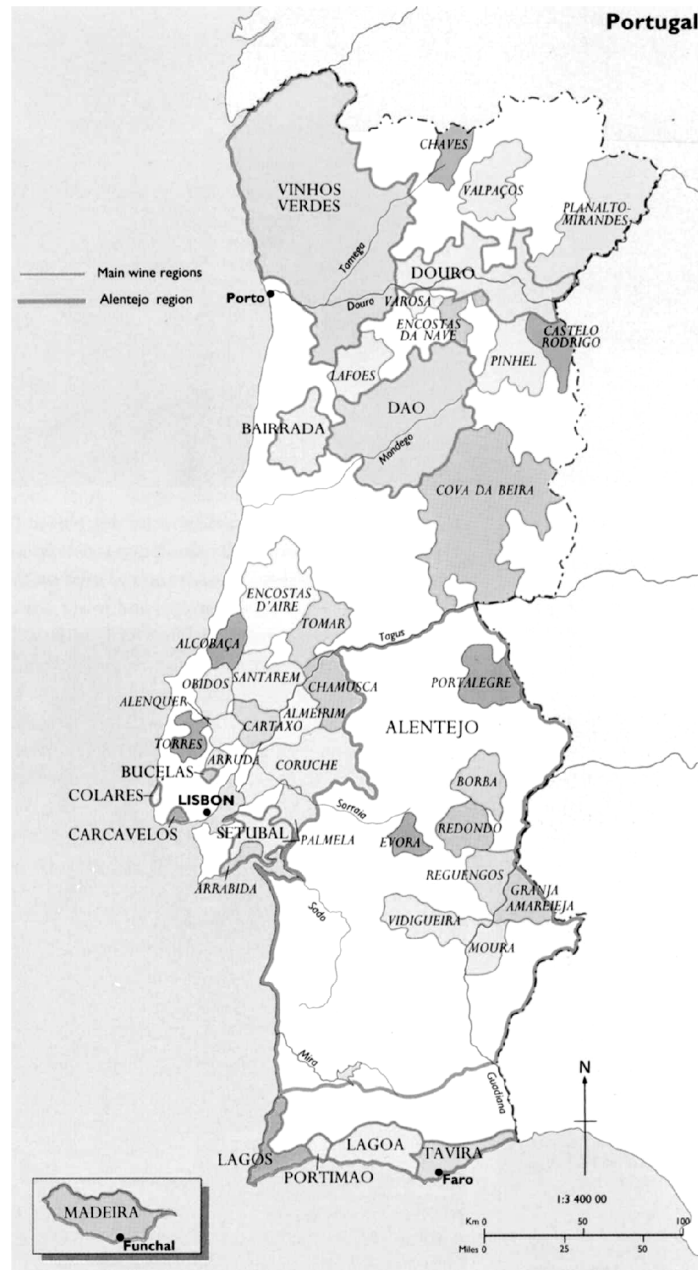 Portugal
CHAVES
VINHOS
VERDES
VALPAÇOS
PLANALTO-
MIRANDES
Tamega
Main wine regions
Alentejo region
DOURO
Porto
Douro
VAROSA
ENCOSTAS
DA NAVE
CASTELO
RODRIGO
PINHEL
LAFOES
DAO
BAIRRADA
Mondego
COVA DA BEIRA
ENCOSTAS
D'AIRE
TOMAR
ALCOBAÇA
Tagus
OBIDOS
SANTAREM
CHAMUSCA
PORTALEGRE
ALENQUER
ALMEIRIM
CARTAXO
ALENTEJO
TORRES
ARRUDA
CORUCHE
BUCELAS
BORBA
COLARES
LISBON
Sorraia
CARCAVELOS
SETUBAL
PALMELA
EVORA
REDONDO
ARRABIDA
REGUENGOS
GRANJA
AMARELEJA
Sado
VIDIGUEIRA
MOURA
Mira
Guadiana
N
LAGOS
PORTIMAO
LAGOA
TAVIRA
Faro
MADEIRA
Funchal
1:3 400 00
Km 0 50 100
Miles 0 25 50